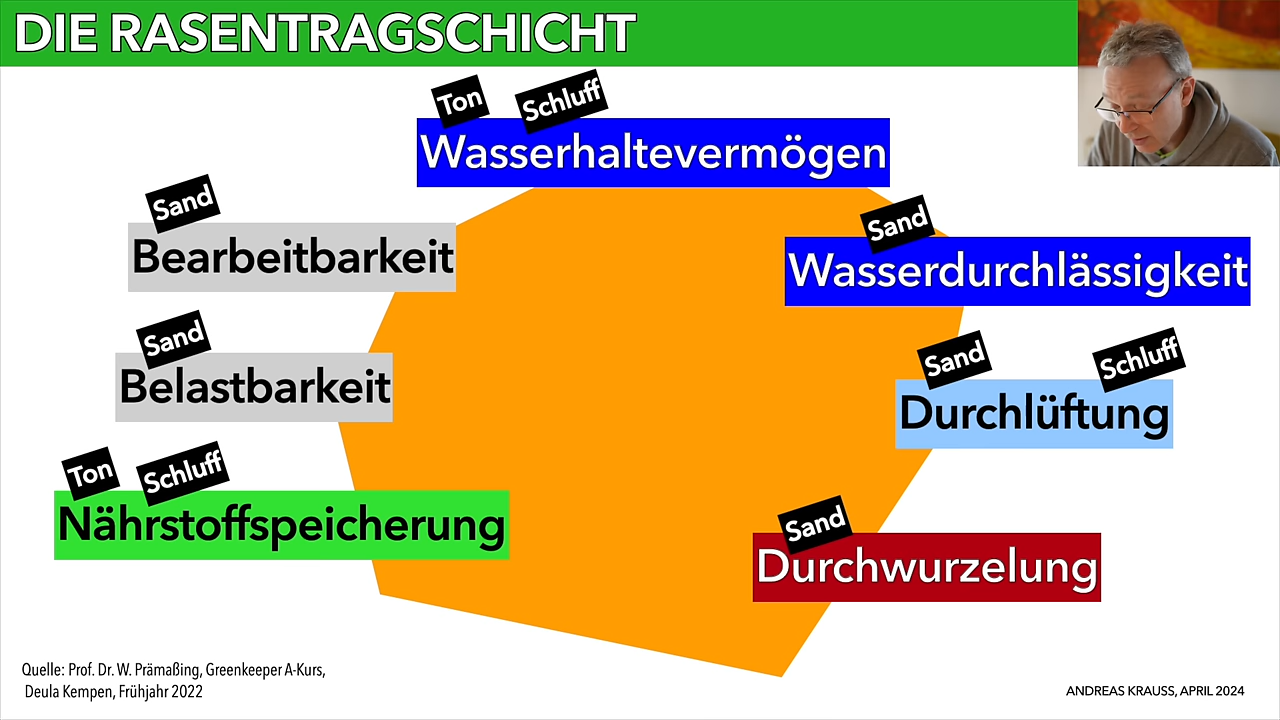 DIE RASENTRAGSCHICHT
Ton
Schluff
Wasserhaltevermögen
Sand
Bearbeitbarkeit
Sand
Wasserdurchlässigkeit
Sand
Belastbarkeit
Sand
Schluff
Durchlüftung
Ton
Schluff
Nährstoffspeicherung
Sand
Durchwurzelung
Quelle: Prof. Dr. W. Prämaßing, Greenkeeper A-Kurs,
Deula Kempen, Frühjahr 2022
ANDREAS KRAUSS, APRIL 2024